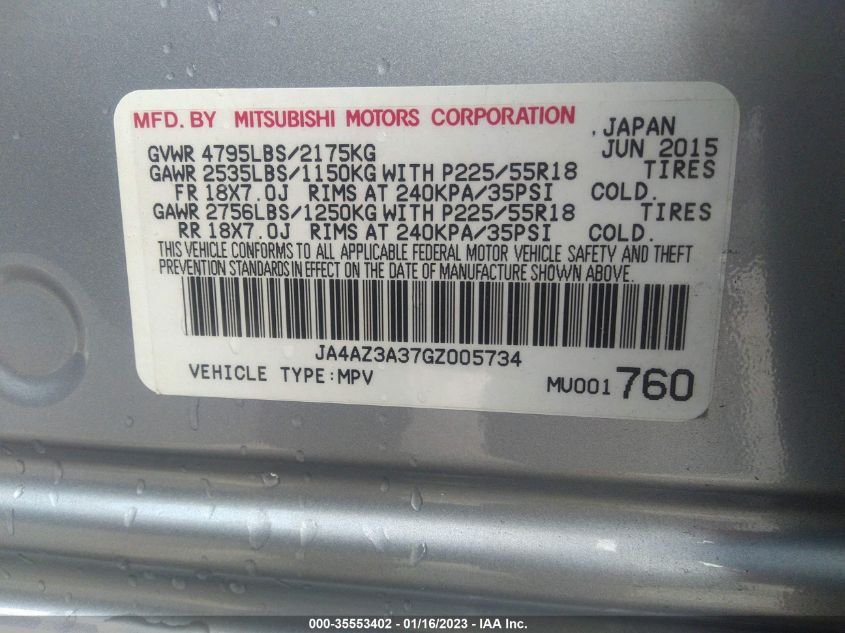 MFD. BY MITSUBISHI MOTORS CORPORATION , JAPAN
GVWR 4795LBS/2175KG JUN 2015
GAWR 2535LBS/1150KG WITH P225/55R18 TIRES
FR 18X7.0J RIMS AT 240KPA/35PSI COLD.
GAWR 2756LBS/1250KG WITH P225/55R18 TIRES
RR 18X7.0J RIMS AT 240KPA/35PSI COLD.
THIS VEHICLE CONFORMS TO ALL APPLICABLE FEDERAL MOTOR VEHICLE SAFETY AND THEFT
PREVENTION STANDARDS IN EFFECT ON THE DATE OF MANUFACTURE SHOWN ABOVE.
JA4AZ3A37GZ005734
VEHICLE TYPE:MPV MU001 760
000-35553402 - 01/16/2023 - IAA Inc.